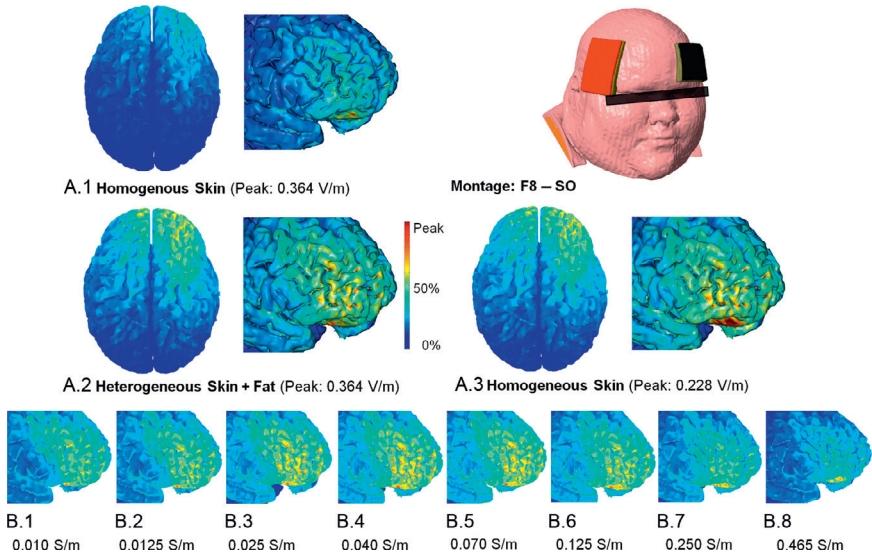 A.1 Homogenous Skin (Peak: 0.364 V/m)
Montage: F8 – SO
Peak
50%
0%
A.2 Heterogeneous Skin + Fat (Peak: 0.364 V/m)
A.3 Homogeneous Skin (Peak: 0.228 V/m)
B.1
B.2
B.3
B.4
B.5
B.6
B.7
B.8
0.010 S/m
0.0125 S/m
0.025 S/m
0.040 S/m
0.070 S/m
0.125 S/m
0.250 S/m
0.465 S/m